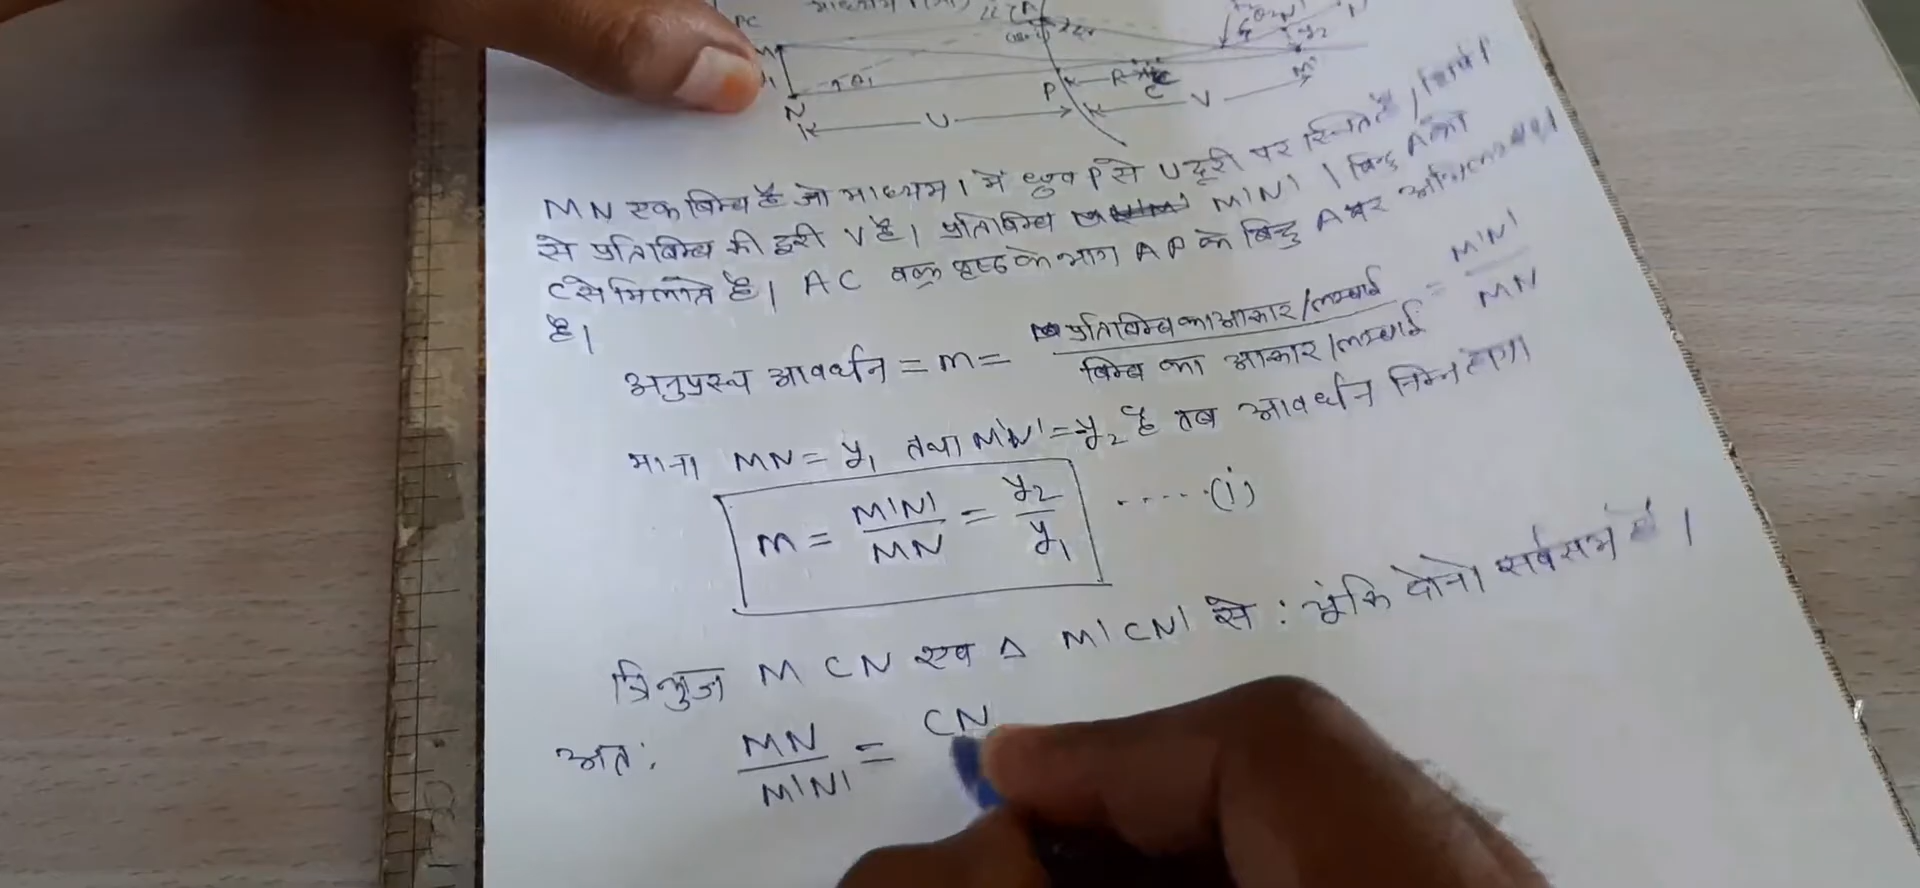 PC माध्यम
N
P
R
C
M'
U
V
MN एक बिम्ब है जो माध्यम 1 में ध्रुव P से U दूरी पर स्थित है /
से प्रतिबिम्ब की दूरी V है। प्रतिबिम्ब M'N' । बिन्दु A को
C से मिलाते है। AC वक्र पृष्ठ के भाग AP के बिन्दु A पर
है।
अनुप्रस्थ आवर्धन = m = प्रतिबिम्ब का आकार/लम्बाई / बिम्ब का आकार/लम्बाई = M'N' / MN
माना MN = y₁ तथा M'N' = -y₂ है तब आवर्धन निम्न होगा
m = M'N' / MN = y₂ / y₁ .....(i)
त्रिभुज MCN एव Δ M'CN' से : चूंकि दोनो सर्वसम है।
अत: MN / M'N' = CN